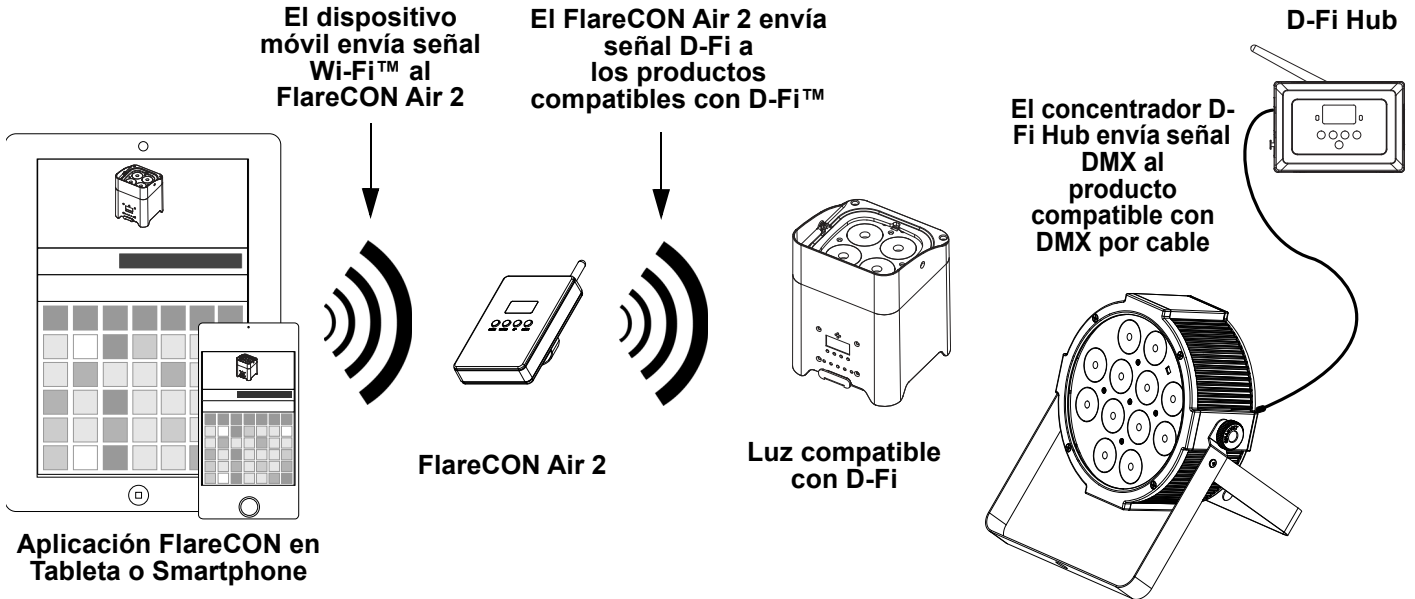 El dispositivo
móvil envía señal
Wi-Fi™ al
FlareCON Air 2
El FlareCON Air 2 envía
señal D-Fi a
los productos
compatibles con D-Fi™
D-Fi Hub
El concentrador D-
Fi Hub envía señal
DMX al
producto
compatible con
DMX por cable
FlareCON Air 2
Luz compatible
con D-Fi
Aplicación FlareCON en
Tableta o Smartphone